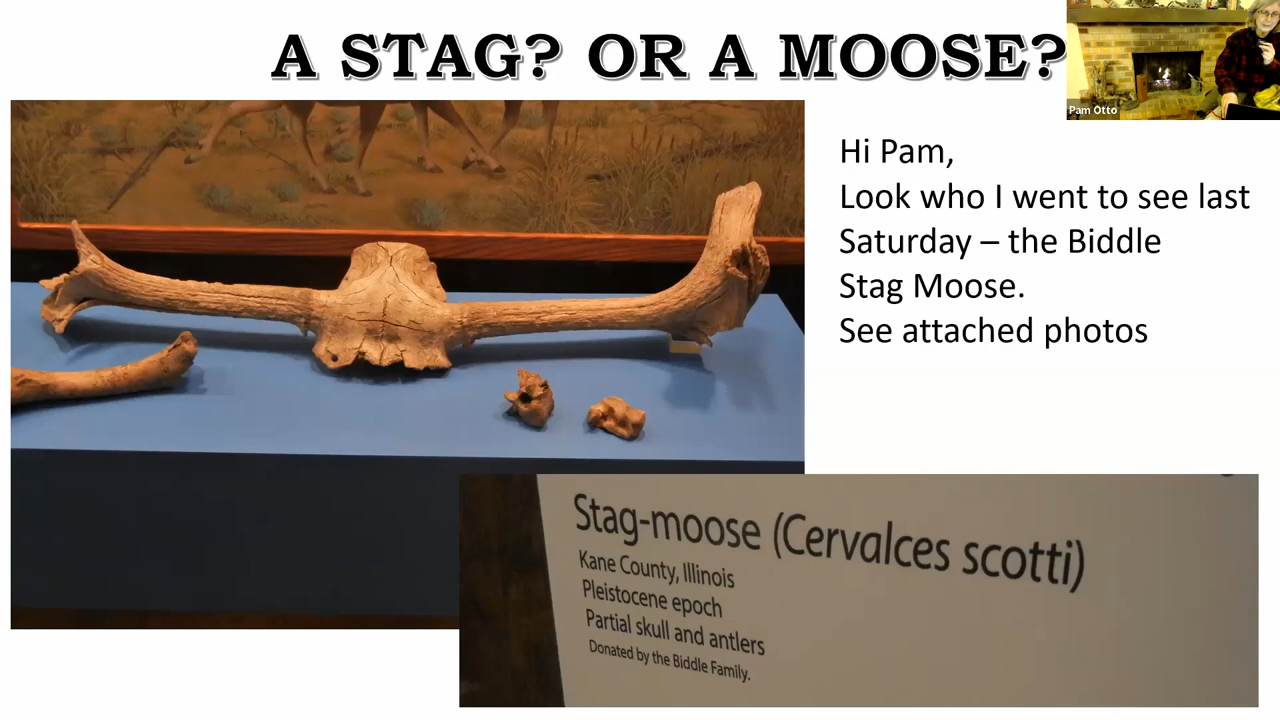 A STAG? OR A MOOSE?
Pam Otto
Hi Pam,
Look who I went to see last
Saturday – the Biddle
Stag Moose.
See attached photos
Stag-moose (Cervalces scotti)
Kane County, Illinois
Pleistocene epoch
Partial skull and antlers
Donated by the Biddle Family.